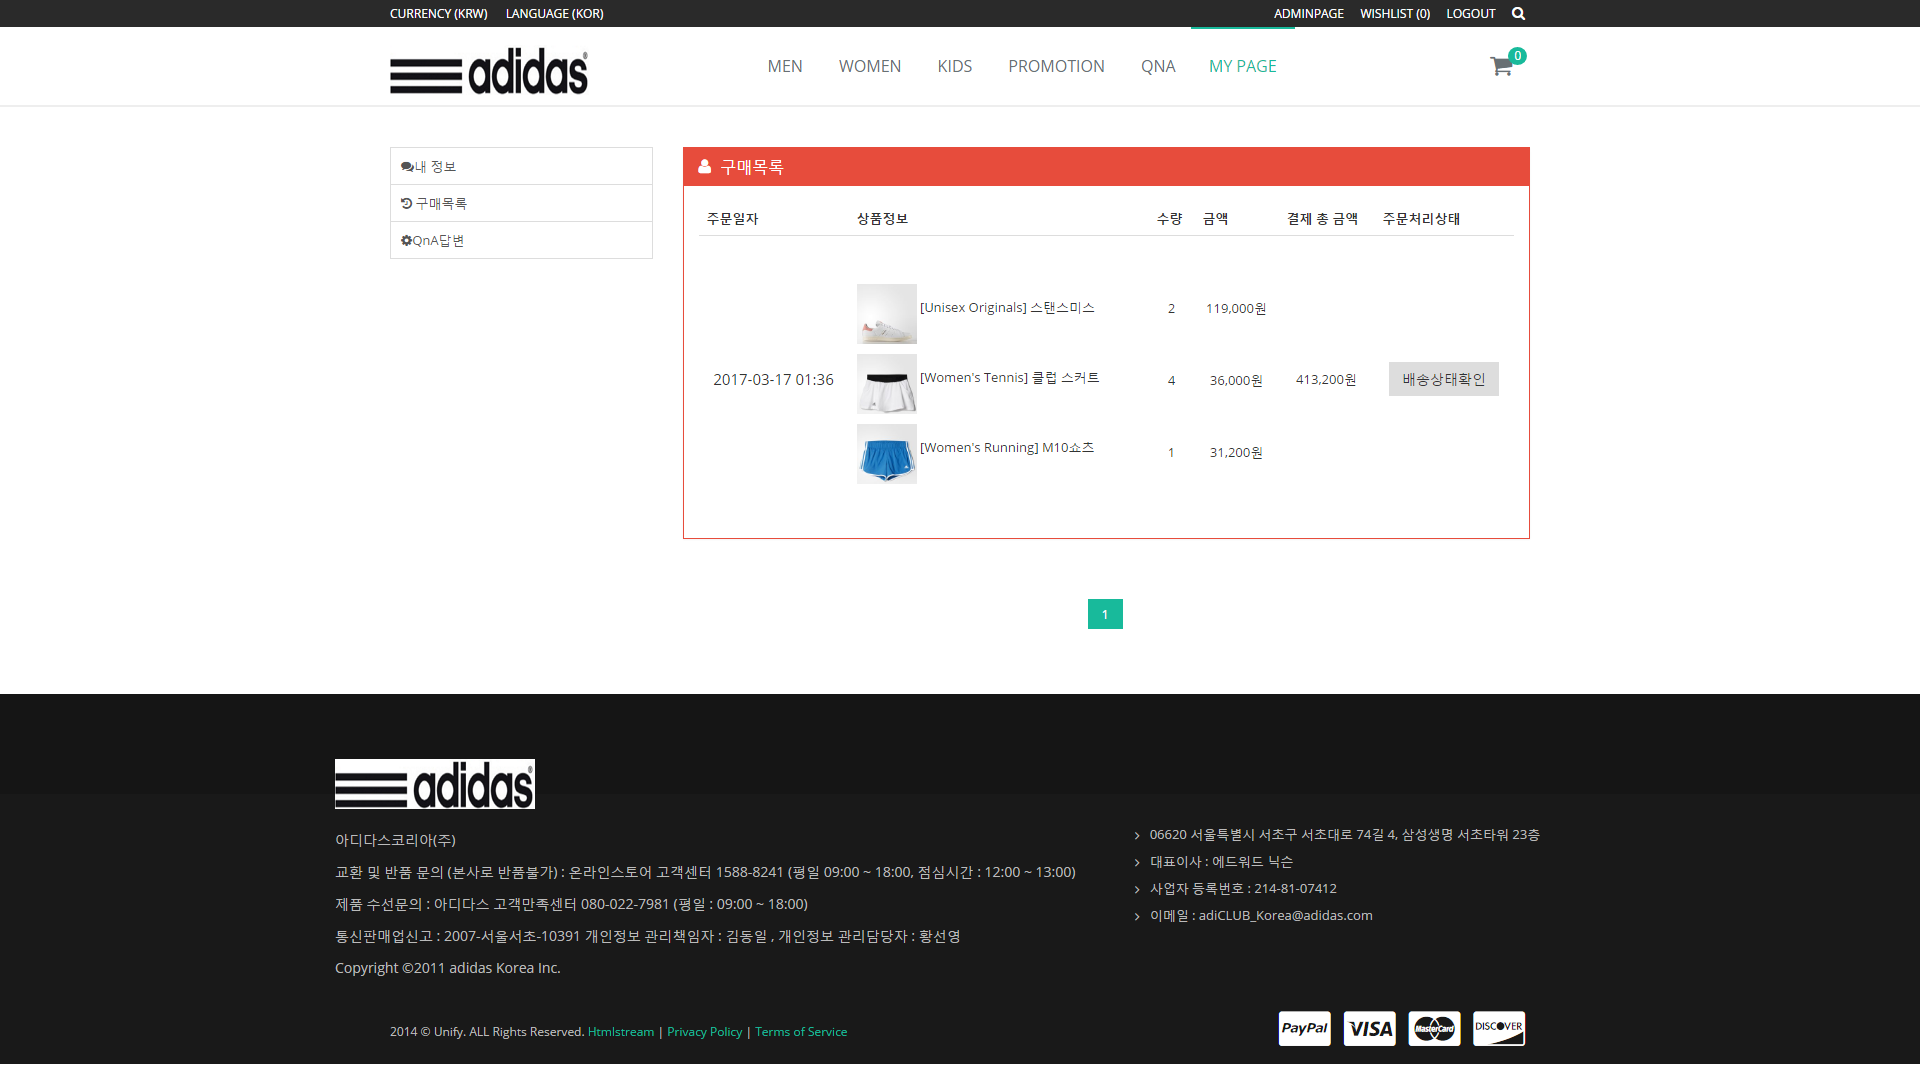 CURRENCY (KRW) LANGUAGE (KOR) ADMINPAGE WISHLIST (0) LOGOUT
adidas MEN WOMEN KIDS PROMOTION QNA MY PAGE 0
내 정보
구매목록
QnA답변
구매목록
주문일자 상품정보 수량 금액 결제 총 금액 주문처리상태
[Unisex Originals] 스탠스미스 2 119,000원
2017-03-17 01:36 [Women's Tennis] 클럽 스커트 4 36,000원 413,200원 배송상태확인
[Women's Running] M10쇼츠 1 31,200원
1
adidas
아디다스코리아(주)
교환 및 반품 문의 (본사로 반품불가) : 온라인스토어 고객센터 1588-8241 (평일 09:00 ~ 18:00, 점심시간 : 12:00 ~ 13:00)
제품 수선문의 : 아디다스 고객만족센터 080-022-7981 (평일 : 09:00 ~ 18:00)
통신판매업신고 : 2007-서울서초-10391 개인정보 관리책임자 : 김동일 , 개인정보 관리담당자 : 황선영
Copyright ©2011 adidas Korea Inc.
06620 서울특별시 서초구 서초대로 74길 4, 삼성생명 서초타워 23층
대표이사 : 에드워드 닉슨
사업자 등록번호 : 214-81-07412
이메일 : adiCLUB_Korea@adidas.com
2014 © Unify. ALL Rights Reserved. Htmlstream | Privacy Policy | Terms of Service
PayPal VISA MasterCard DISCOVER